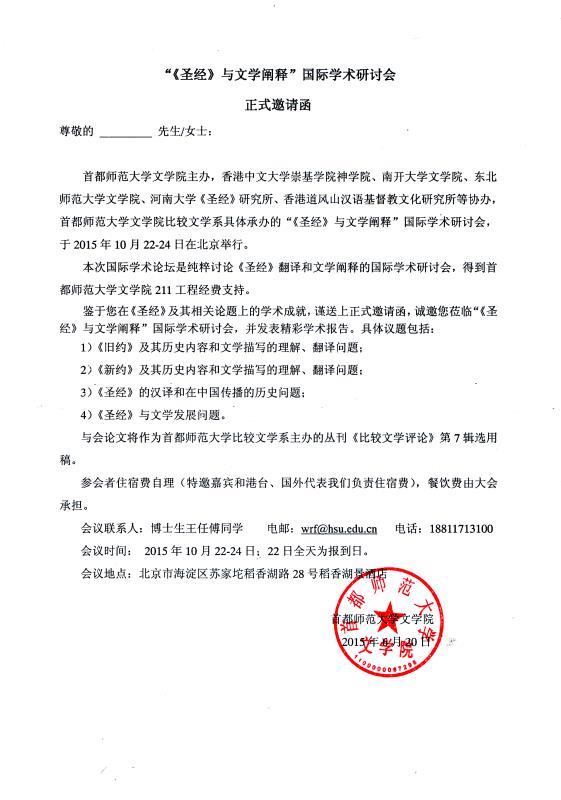 “《圣经》与文学阐释”国际学术研讨会
正式邀请函
尊敬的 ________ 先生/女士：
首都师范大学文学院主办，香港中文大学崇基学院神学院、南开大学文学院、东北
师范大学文学院、河南大学《圣经》研究所、香港道风山汉语基督教文化研究所等协办，
首都师范大学文学院比较文学系具体承办的“《圣经》与文学阐释”国际学术研讨会，
于 2015 年 10 月 22-24 日在北京举行。
本次国际学术论坛是纯粹讨论《圣经》翻译和文学阐释的国际学术研讨会，得到首
都师范大学文学院 211 工程经费支持。
鉴于您在《圣经》及其相关论题上的学术成就，谨送上正式邀请函，诚邀您莅临“《圣
经》与文学阐释”国际学术研讨会，并发表精彩学术报告。具体议题包括：
1）《旧约》及其历史内容和文学描写的理解、翻译问题；
2）《新约》及其历史内容和文学描写的理解、翻译问题；
3）《圣经》的汉译和在中国传播的历史问题；
4）《圣经》与文学发展问题。
与会论文将作为首都师范大学比较文学系主办的丛刊《比较文学评论》第 7 辑选用
稿。
参会者住宿费自理（特邀嘉宾和港台、国外代表我们负责住宿费），餐饮费由大会
承担。
会议联系人：博士生王任傅同学 电邮：wrf@hsu.edu.cn 电话：18811713100
会议时间： 2015 年 10 月 22-24 日；22 日全天为报到日。
会议地点：北京市海淀区苏家坨稻香湖路 28 号稻香湖景酒店
首都师范大学文学院
2015 年 6 月 20 日
首都师范大学
文学院